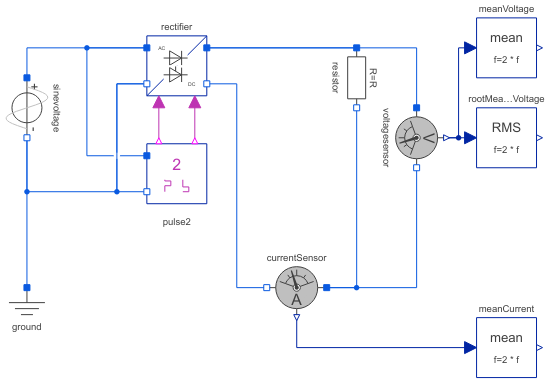 meanVoltage
mean
f=2 * f
rectifier
AC
DC
sinevoltage
+
-
resistor
R=R
rootMea...Voltage
RMS
f=2 * f
voltagesensor
V
2
pulse2
currentSensor
A
ground
meanCurrent
mean
f=2 * f